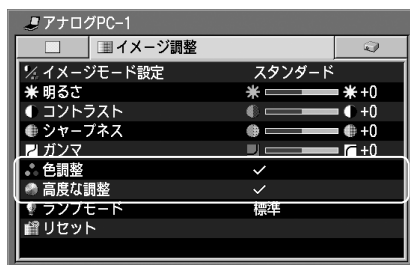 アナログPC-1
イメージ調整
イメージモード設定 スタンダード
明るさ +0
コントラスト +0
シャープネス +0
ガンマ +0
色調整 ✓
高度な調整 ✓
ランプモード 標準
リセット